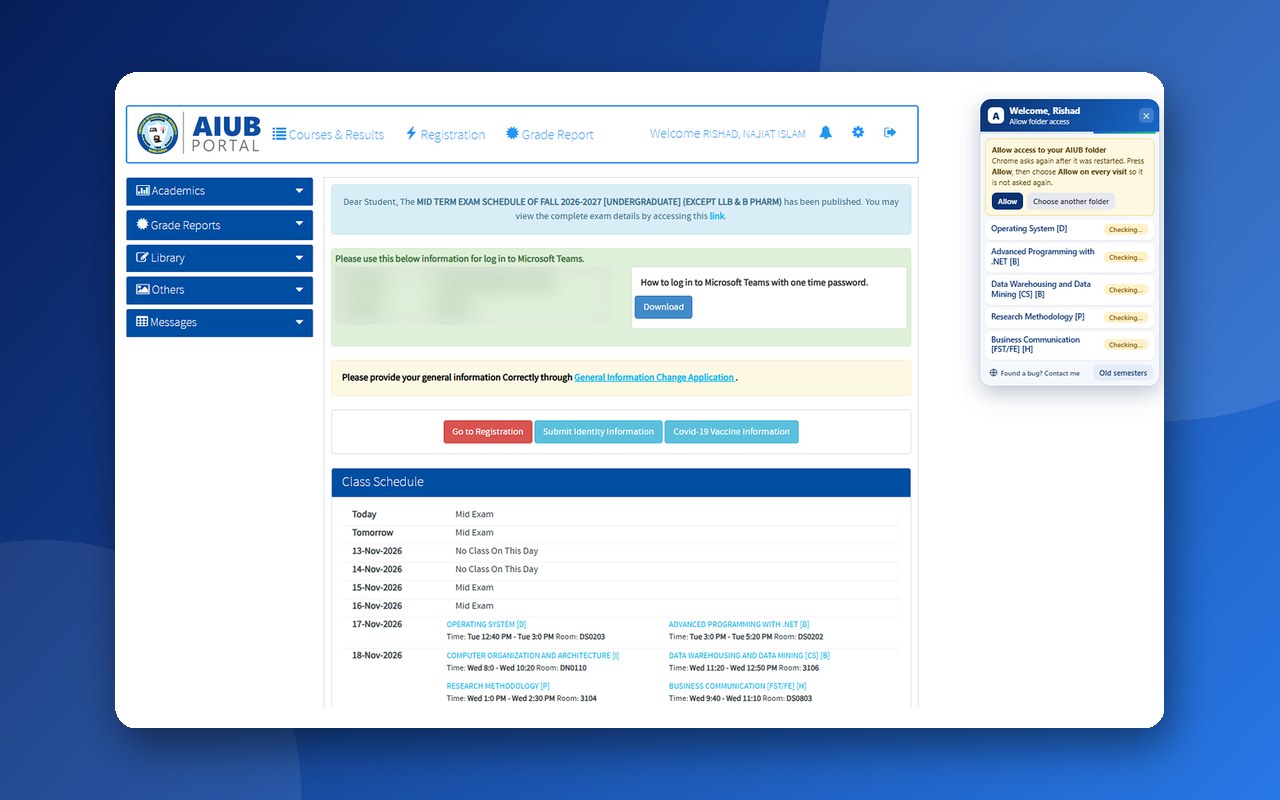 AIUB
PORTAL
Courses & Results
Registration
Grade Report
Welcome RISHAD, NAJIAT ISLAM
Academics
Grade Reports
Library
Others
Messages
Dear Student, The MID TERM EXAM SCHEDULE OF FALL 2026-2027 [UNDERGRADUATE] (EXCEPT LLB & B PHARM) has been published. You may
view the complete exam details by accessing this link.
Please use this below information for log in to Microsoft Teams.
How to log in to Microsoft Teams with one time password.
Download
Please provide your general information Correctly through General Information Change Application .
Go to Registration
Submit Identity Information
Covid-19 Vaccine Information
Class Schedule
Today Mid Exam
Tomorrow Mid Exam
13-Nov-2026 No Class On This Day
14-Nov-2026 No Class On This Day
15-Nov-2026 Mid Exam
16-Nov-2026 Mid Exam
17-Nov-2026 OPERATING SYSTEM [D] ADVANCED PROGRAMMING WITH .NET [B]
Time: Tue 12:40 PM - Tue 3:0 PM Room: DS0203 Time: Tue 3:0 PM - Tue 5:20 PM Room: DS0202
18-Nov-2026 COMPUTER ORGANIZATION AND ARCHITECTURE [I] DATA WAREHOUSING AND DATA MINING [CS] [B]
Time: Wed 8:0 - Wed 10:20 Room: DN0110 Time: Wed 11:20 - Wed 12:50 PM Room: 3106
RESEARCH METHODOLOGY [P] BUSINESS COMMUNICATION [FST/FE] [H]
Time: Wed 1:0 PM - Wed 2:30 PM Room: 3104 Time: Wed 9:40 - Wed 11:10 Room: DS0803
A
Welcome, Rishad
Allow folder access
Allow access to your AIUB folder
Chrome asks again after it was restarted. Press
Allow, then choose Allow on every visit so it
is not asked again.
Allow
Choose another folder
Operating System [D] Checking...
Advanced Programming with
.NET [B] Checking...
Data Warehousing and Data
Mining [CS] [B] Checking...
Research Methodology [P] Checking...
Business Communication
[FST/FE] [H] Checking...
Found a bug? Contact me
Old semesters